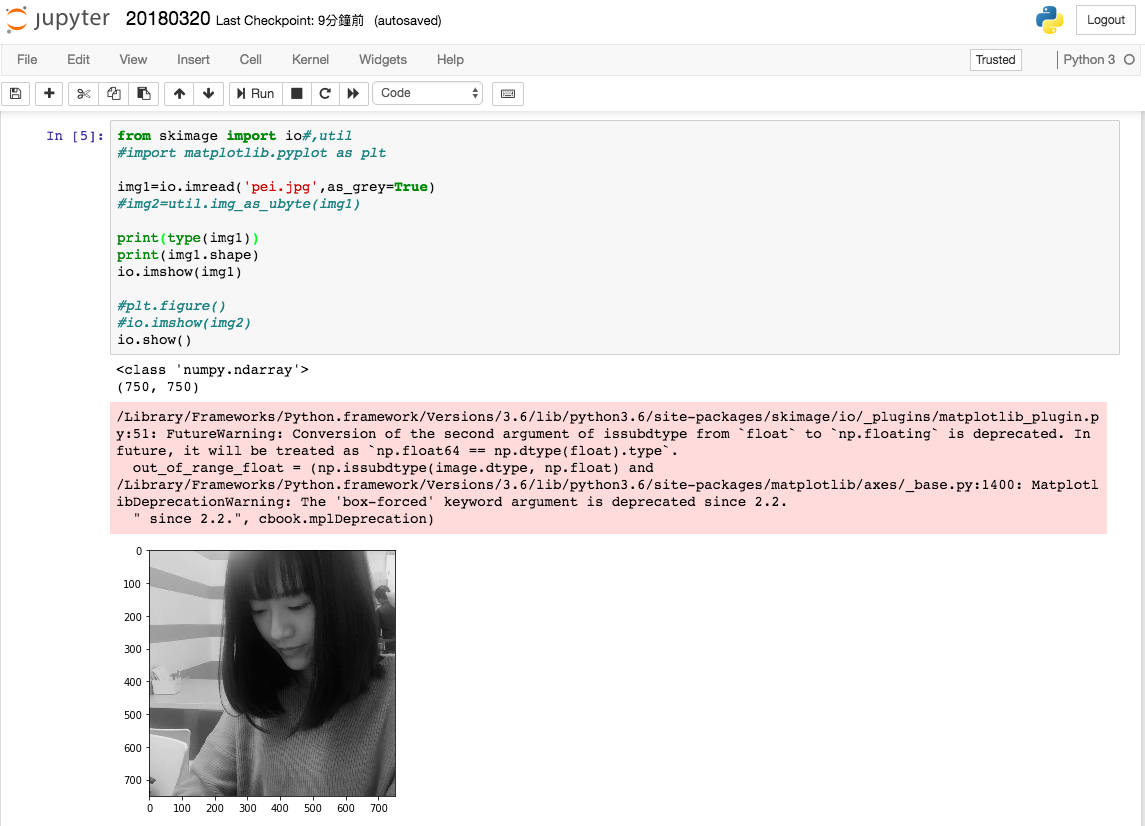 jupyter 20180320 Last Checkpoint: 9分鐘前 (autosaved)
Logout
File Edit View Insert Cell Kernel Widgets Help
Trusted
Python 3
Run
Code
In [5]:
from skimage import io#,util
#import matplotlib.pyplot as plt
img1=io.imread('pei.jpg',as_grey=True)
#img2=util.img_as_ubyte(img1)
print(type(img1))
print(img1.shape)
io.imshow(img1)
#plt.figure()
#io.imshow(img2)
io.show()
<class 'numpy.ndarray'>
(750, 750)
/Library/Frameworks/Python.framework/Versions/3.6/lib/python3.6/site-packages/skimage/io/_plugins/matplotlib_plugin.p
y:51: FutureWarning: Conversion of the second argument of issubdtype from `float` to `np.floating` is deprecated. In
future, it will be treated as `np.float64 == np.dtype(float).type`.
  out_of_range_float = (np.issubdtype(image.dtype, np.float) and
/Library/Frameworks/Python.framework/Versions/3.6/lib/python3.6/site-packages/matplotlib/axes/_base.py:1400: Matplotl
ibDeprecationWarning: The 'box-forced' keyword argument is deprecated since 2.2.
  " since 2.2.", cbook.mplDeprecation)
0
100
200
300
400
500
600
700
0 100 200 300 400 500 600 700